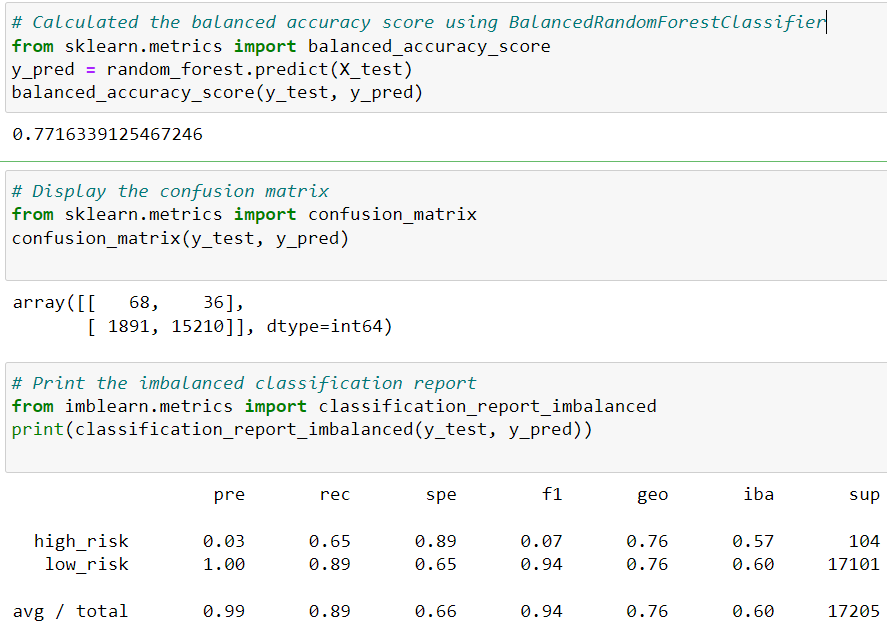 # Calculated the balanced accuracy score using BalancedRandomForestClassifier
from sklearn.metrics import balanced_accuracy_score
y_pred = random_forest.predict(X_test)
balanced_accuracy_score(y_test, y_pred)
0.7716339125467246
# Display the confusion matrix
from sklearn.metrics import confusion_matrix
confusion_matrix(y_test, y_pred)
array([[   68,    36],
       [ 1891, 15210]], dtype=int64)
# Print the imbalanced classification report
from imblearn.metrics import classification_report_imbalanced
print(classification_report_imbalanced(y_test, y_pred))
                   pre       rec       spe        f1       geo       iba       sup
  high_risk       0.03      0.65      0.89      0.07      0.76      0.57       104
   low_risk       1.00      0.89      0.65      0.94      0.76      0.60     17101
avg / total       0.99      0.89      0.66      0.94      0.76      0.60     17205